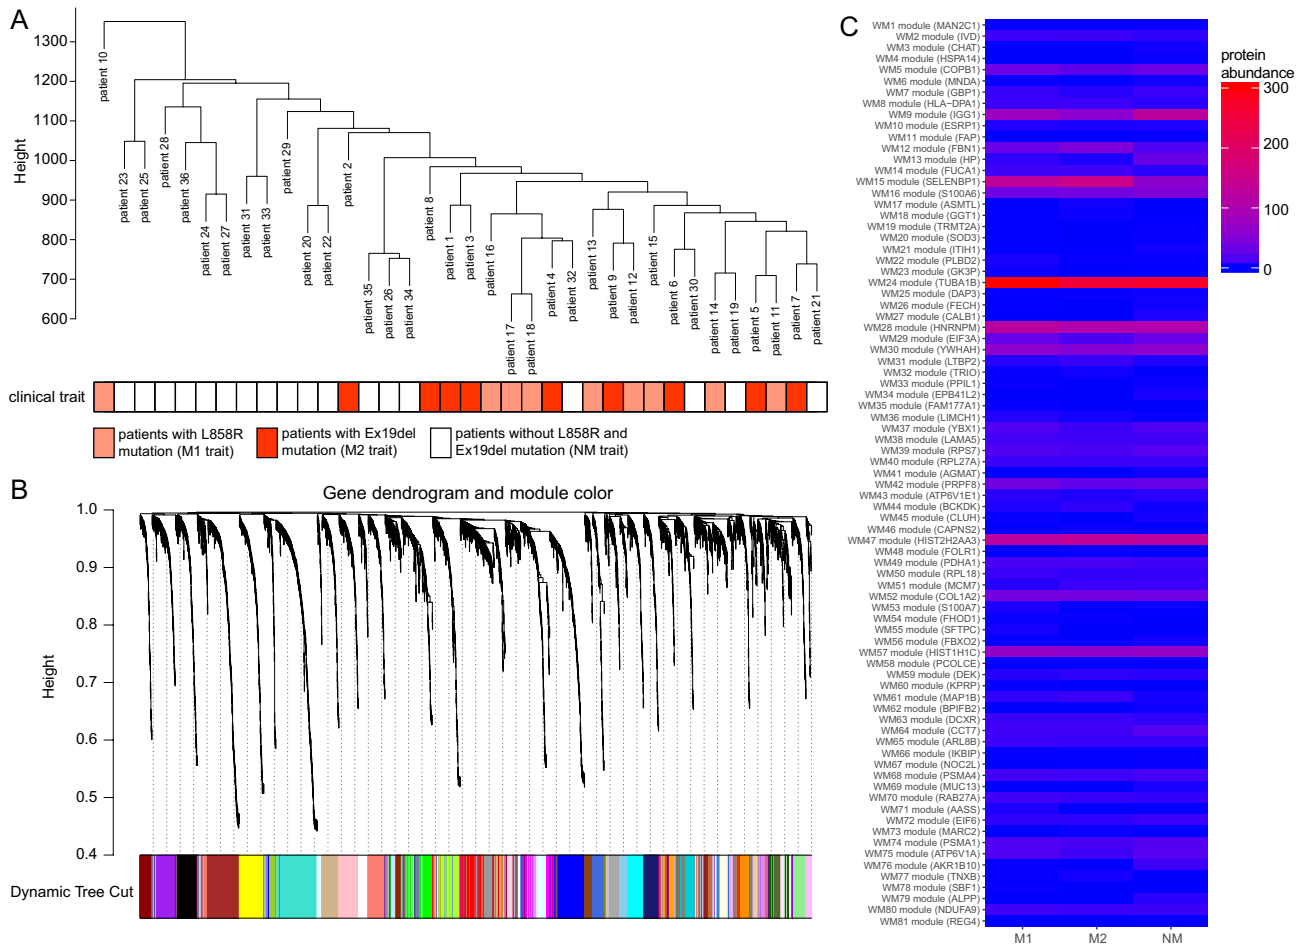 A
Height
1300
1200
1100
1000
900
800
700
600
patient 10
patient 23
patient 25
patient 28
patient 36
patient 24
patient 27
patient 31
patient 33
patient 29
patient 20
patient 22
patient 2
patient 35
patient 26
patient 34
patient 8
patient 1
patient 3
patient 16
patient 17
patient 18
patient 4
patient 32
patient 13
patient 9
patient 12
patient 15
patient 6
patient 30
patient 14
patient 19
patient 5
patient 11
patient 7
patient 21
clinical trait
patients with L858R
mutation (M1 trait)
patients with Ex19del
mutation (M2 trait)
patients without L858R and
Ex19del mutation (NM trait)
B
Gene dendrogram and module color
Height
1.0
0.9
0.8
0.7
0.6
0.5
0.4
Dynamic Tree Cut
C
WM1 module (MAN2C1)
WM2 module (IVD)
WM3 module (CHAT)
WM4 module (HSPA14)
WM5 module (COPB1)
WM6 module (MNDA)
WM7 module (GBP1)
WM8 module (HLA−DPA1)
WM9 module (IGG1)
WM10 module (ESRP1)
WM11 module (FAP)
WM12 module (FBN1)
WM13 module (HP)
WM14 module (FUCA1)
WM15 module (SELENBP1)
WM16 module (S100A6)
WM17 module (ASMTL)
WM18 module (GGT1)
WM19 module (TRMT2A)
WM20 module (SOD3)
WM21 module (ITIH1)
WM22 module (PLBD2)
WM23 module (GK3P)
WM24 module (TUBA1B)
WM25 module (DAP3)
WM26 module (FECH)
WM27 module (CALB1)
WM28 module (HNRNPM)
WM29 module (EIF3A)
WM30 module (YWHAH)
WM31 module (LTBP2)
WM32 module (TRIO)
WM33 module (PPIL1)
WM34 module (EPB41L2)
WM35 module (FAM177A1)
WM36 module (LIMCH1)
WM37 module (YBX1)
WM38 module (LAMA5)
WM39 module (RPS7)
WM40 module (RPL27A)
WM41 module (AGMAT)
WM42 module (PRPF8)
WM43 module (ATP6V1E1)
WM44 module (BCKDK)
WM45 module (CLUH)
WM46 module (CAPNS2)
WM47 module (HIST2H2AA3)
WM48 module (FOLR1)
WM49 module (PDHA1)
WM50 module (RPL18)
WM51 module (MCM7)
WM52 module (COL1A2)
WM53 module (S100A7)
WM54 module (FHOD1)
WM55 module (SFTPC)
WM56 module (FBXO2)
WM57 module (HIST1H1C)
WM58 module (PCOLCE)
WM59 module (DEK)
WM60 module (KPRP)
WM61 module (MAP1B)
WM62 module (BPIFB2)
WM63 module (DCXR)
WM64 module (CCT7)
WM65 module (ARL8B)
WM66 module (IKBIP)
WM67 module (NOC2L)
WM68 module (PSMA4)
WM69 module (MUC13)
WM70 module (RAB27A)
WM71 module (AASS)
WM72 module (EIF6)
WM73 module (MARC2)
WM74 module (PSMA1)
WM75 module (ATP6V1A)
WM76 module (AKR1B10)
WM77 module (TNXB)
WM78 module (SBF1)
WM79 module (ALPP)
WM80 module (NDUFA9)
WM81 module (REG4)
M1
M2
NM
protein
abundance
300
200
100
0